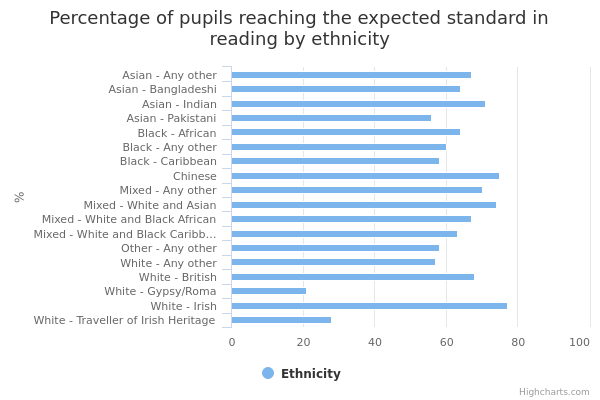 Percentage of pupils reaching the expected standard in
reading by ethnicity
%
Asian - Any other
Asian - Bangladeshi
Asian - Indian
Asian - Pakistani
Black - African
Black - Any other
Black - Caribbean
Chinese
Mixed - Any other
Mixed - White and Asian
Mixed - White and Black African
Mixed - White and Black Caribb...
Other - Any other
White - Any other
White - British
White - Gypsy/Roma
White - Irish
White - Traveller of Irish Heritage
0 20 40 60 80 100
Ethnicity
Highcharts.com